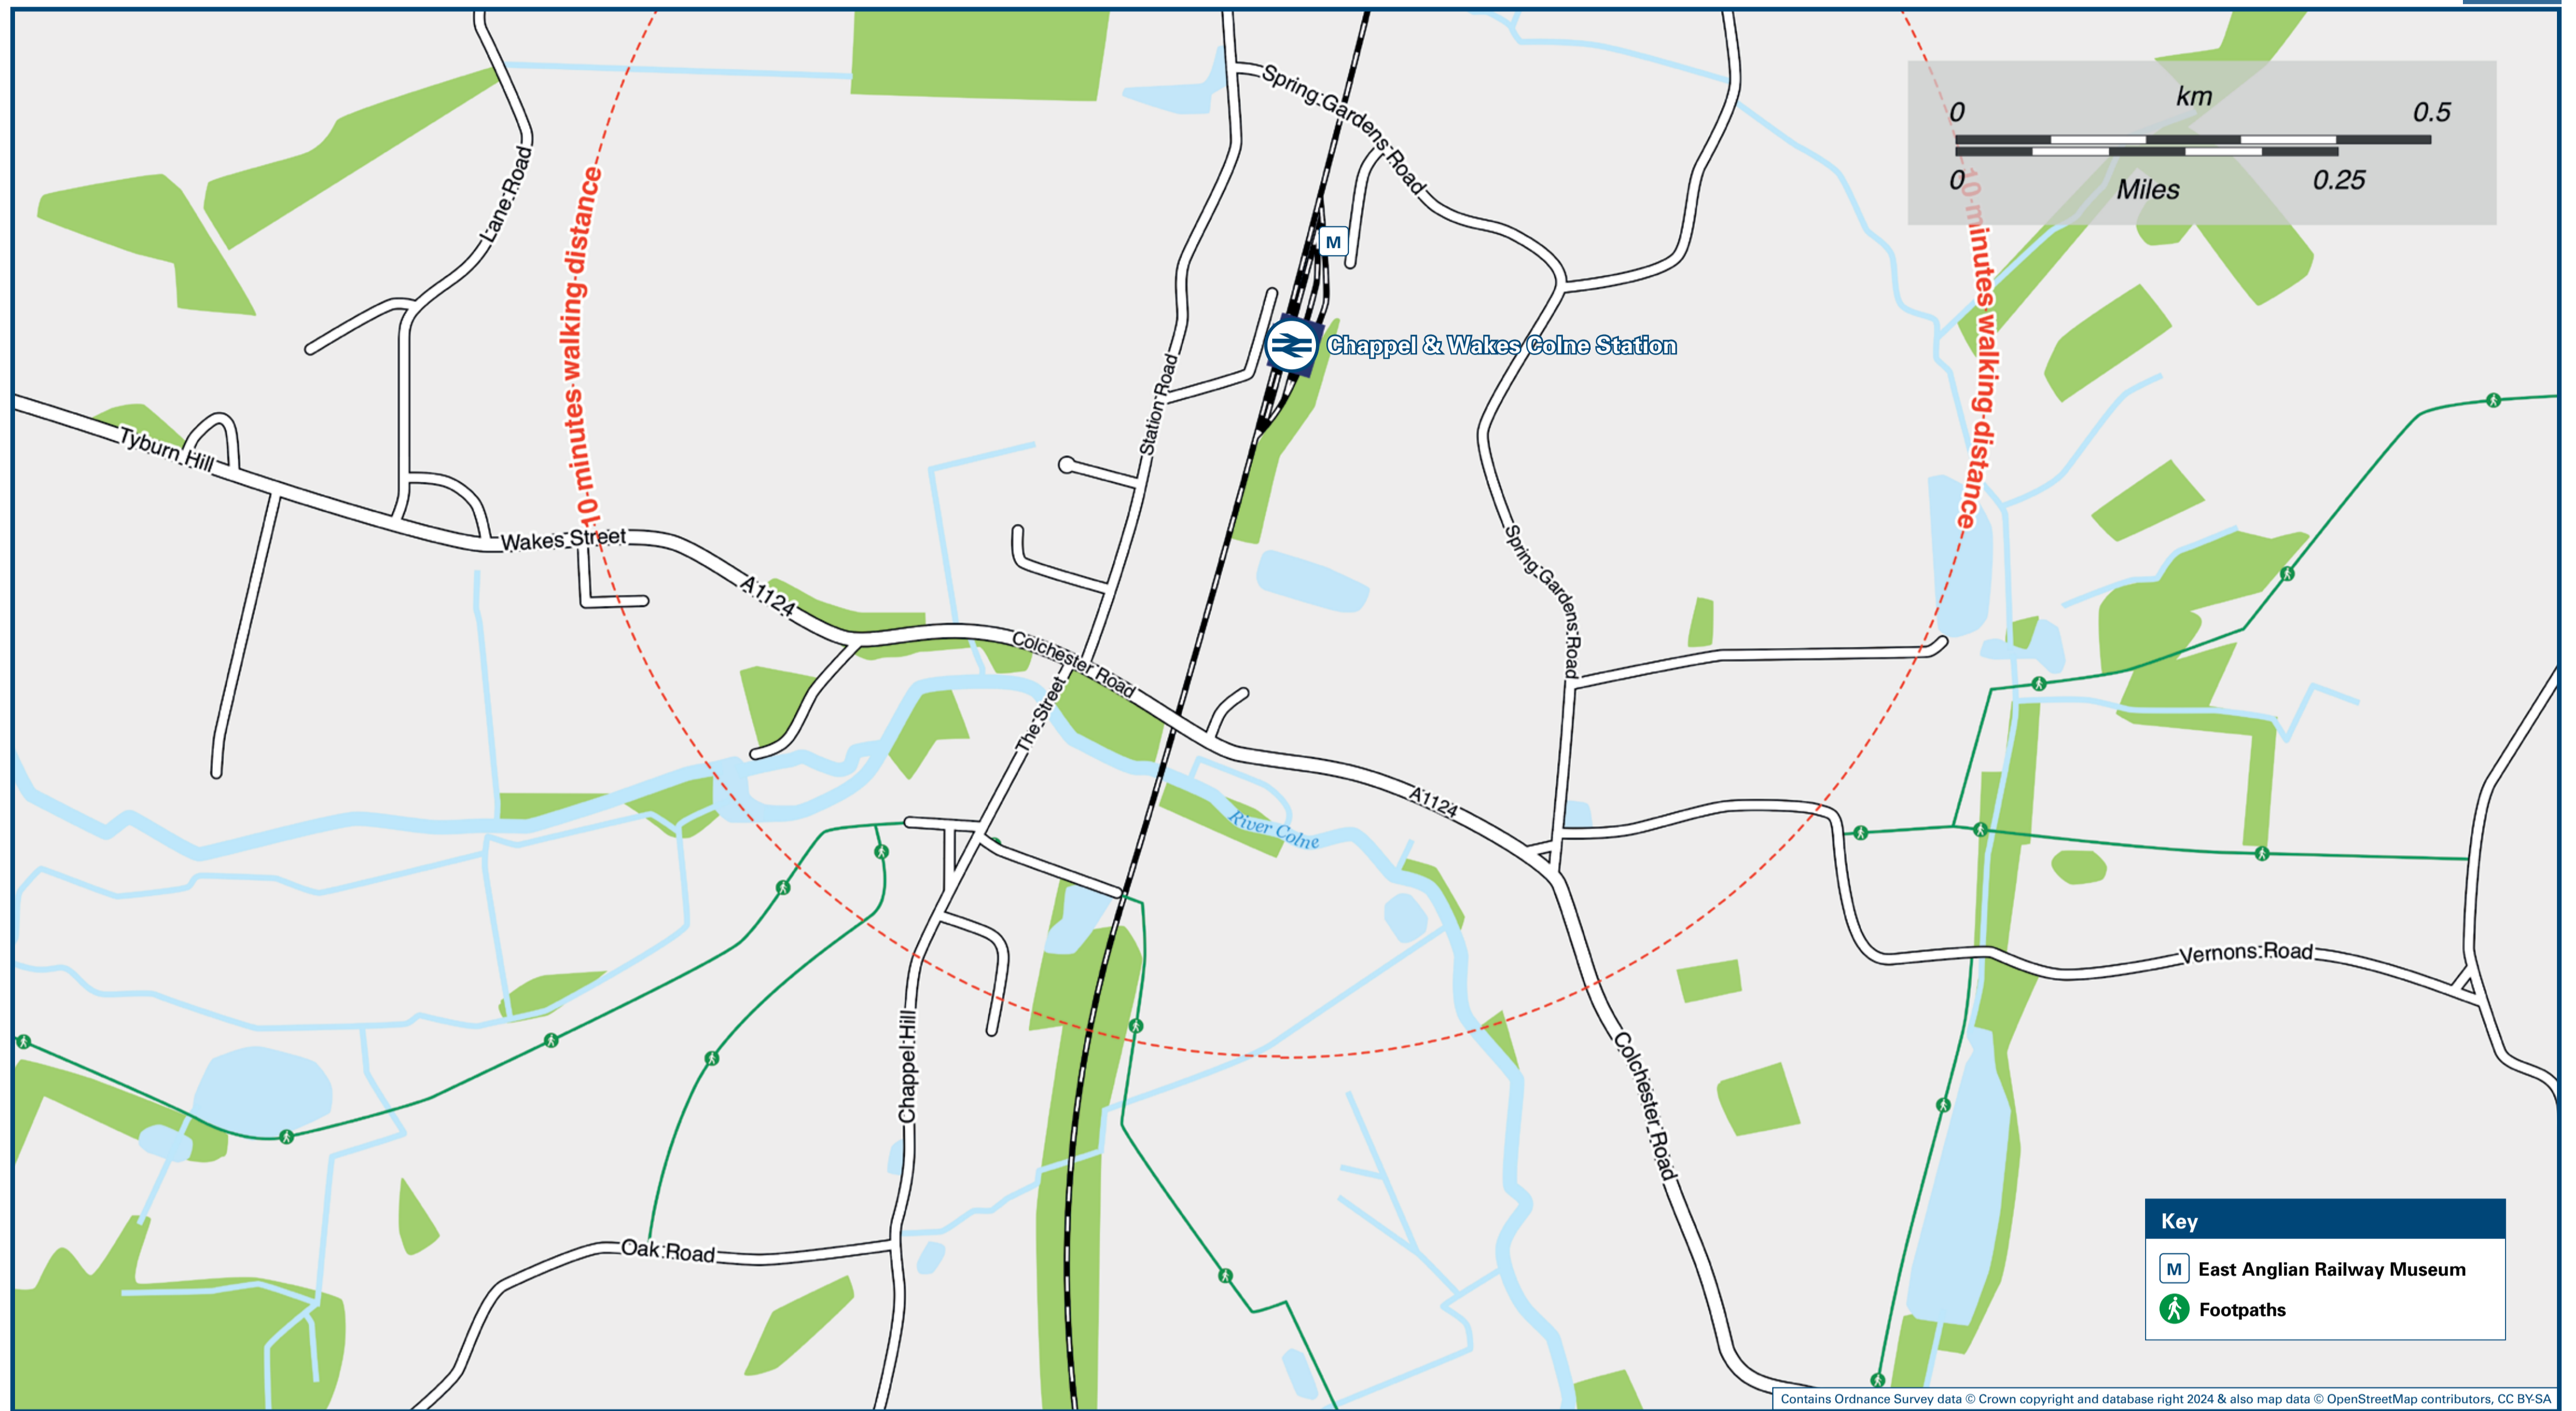 km
0 0.5
0 0.25
Miles
Spring Gardens Road
Lane Road
10 minutes walking distance
10 minutes walking distance
M
Chappel & Wakes Colne Station
Station Road
Tyburn Hill
Wakes Street
A1124
Spring Gardens Road
Colchester Road
The Street
A1124
River Colne
Vernons Road
Chappel Hill
Colchester Road
Oak Road
Key
M East Anglian Railway Museum
Footpaths
Contains Ordnance Survey data © Crown copyright and database right 2024 & also map data © OpenStreetMap contributors, CC BY-SA